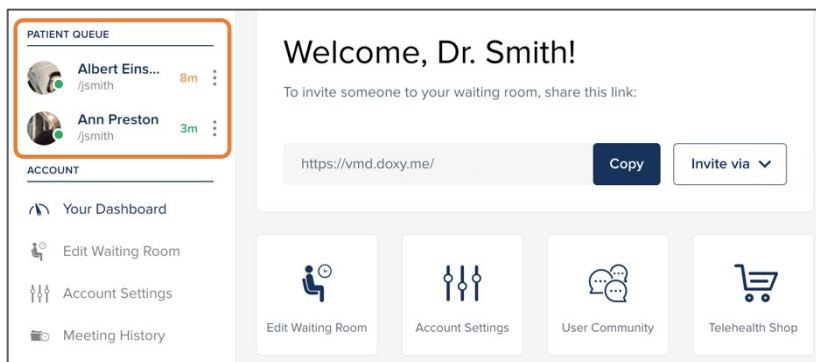 PATIENT QUEUE
Albert Eins...
/jsmith
8m
Ann Preston
/jsmith
3m
ACCOUNT
Your Dashboard
Edit Waiting Room
Account Settings
Meeting History
Welcome, Dr. Smith!
To invite someone to your waiting room, share this link:
https://vmd.doxy.me/
Copy
Invite via
Edit Waiting Room
Account Settings
User Community
Telehealth Shop